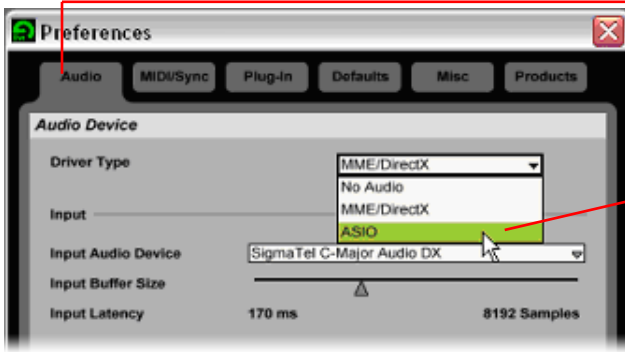 Preferences
Audio MIDI/Sync Plug-In Defaults Misc Products
Audio Device
Driver Type MME/DirectX
No Audio
MME/DirectX
Input
ASIO
Input Audio Device SigmaTel C-Major Audio DX
Input Buffer Size
Input Latency 170 ms 8192 Samples